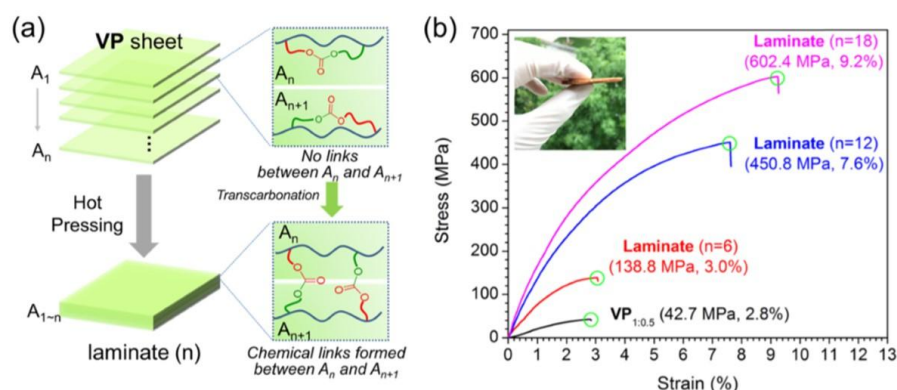 (a)
VP sheet
A1
An
⋮
Hot
Pressing
A1~n
laminate (n)
An
An+1
No links
between An and An+1
Transcarbonation
An
An+1
Chemical links formed
between An and An+1
O
O
O
O
O
O
O
O
O
O
O
O
(b)
Stress (MPa)
700
600
500
400
300
200
100
0
Laminate (n=18)
(602.4 MPa, 9.2%)
Laminate (n=12)
(450.8 MPa, 7.6%)
Laminate (n=6)
(138.8 MPa, 3.0%)
VP1:0.5 (42.7 MPa, 2.8%)
0 1 2 3 4 5 6 7 8 9 10 11 12 13
Strain (%)